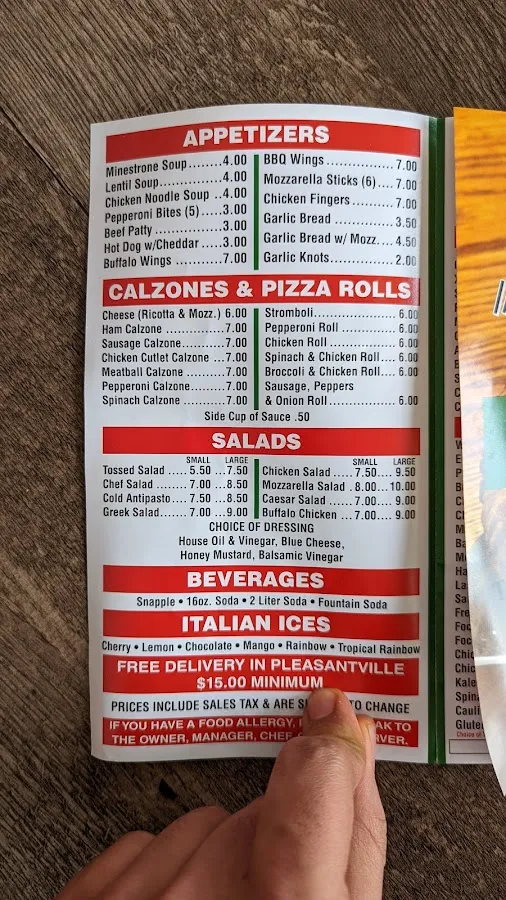 APPETIZERS
Minestrone Soup.......4.00
Lentil Soup..............4.00
Chicken Noodle Soup ..4.00
Pepperoni Bites (5) .....3.00
Beef Patty ...............3.00
Hot Dog w/Cheddar .....3.00
Buffalo Wings ..........7.00
BBQ Wings...............7.00
Mozzarella Sticks (6)....7.00
Chicken Fingers..........7.00
Garlic Bread .............3.50
Garlic Bread w/ Mozz....4.50
Garlic Knots..............2.00
CALZONES & PIZZA ROLLS
Cheese (Ricotta & Mozz.) 6.00
Ham Calzone .............7.00
Sausage Calzone..........7.00
Chicken Cutlet Calzone ...7.00
Meatball Calzone .........7.00
Pepperoni Calzone........7.00
Spinach Calzone ..........7.00
Stromboli..................6.00
Pepperoni Roll ............6.00
Chicken Roll...............6.00
Spinach & Chicken Roll....6.00
Broccoli & Chicken Roll....6.00
Sausage, Peppers
& Onion Roll...............6.00
Side Cup of Sauce .50
SALADS
SMALL LARGE
Tossed Salad .....5.50 ...7.50
Chef Salad ........7.00 ...8.50
Cold Antipasto....7.50 ...8.50
Greek Salad.......7.00 ...9.00
SMALL LARGE
Chicken Salad .....7.50.... 9.50
Mozzarella Salad .8.00...10.00
Caesar Salad ......7.00.... 9.00
Buffalo Chicken ...7.00.... 9.00
CHOICE OF DRESSING
House Oil & Vinegar, Blue Cheese,
Honey Mustard, Balsamic Vinegar
BEVERAGES
Snapple • 16oz. Soda • 2 Liter Soda • Fountain Soda
ITALIAN ICES
Cherry • Lemon • Chocolate • Mango • Rainbow • Tropical Rainbow
FREE DELIVERY IN PLEASANTVILLE
$15.00 MINIMUM
PRICES INCLUDE SALES TAX & ARE TO CHANGE
IF YOU HAVE A FOOD ALLERGY, TO
THE OWNER, MANAGER, CHEF